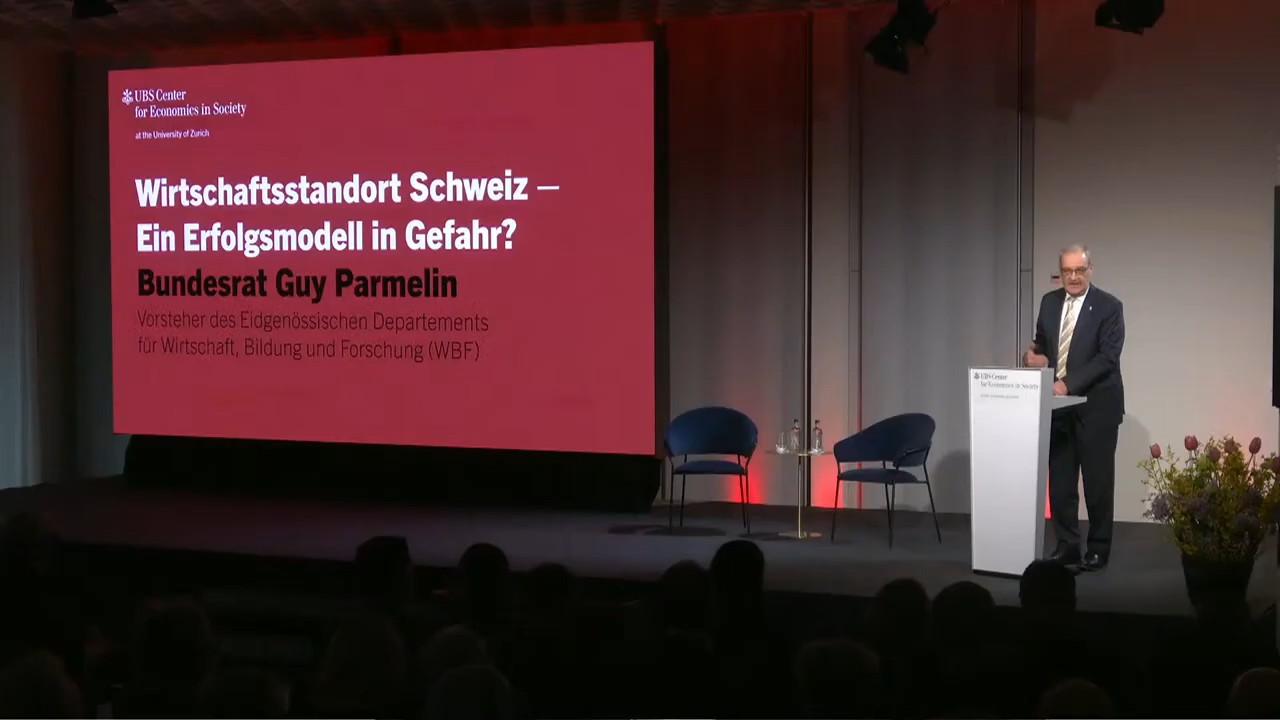 UBS Center
for Economics in Society
at the University of Zurich
Wirtschaftsstandort Schweiz –
Ein Erfolgsmodell in Gefahr?
Bundesrat Guy Parmelin
Vorsteher des Eidgenössischen Departements
für Wirtschaft, Bildung und Forschung (WBF)
UBS Center
for Economics in Society